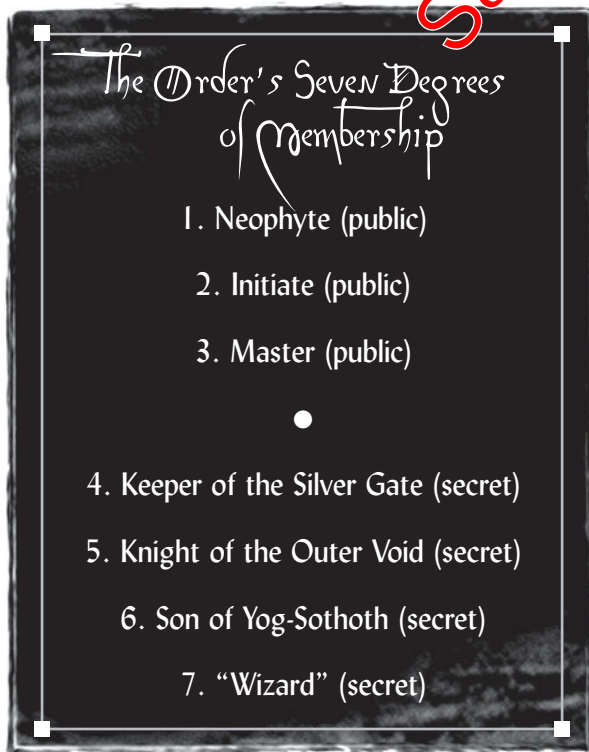 The Order's Seven Degrees
of Membership
1. Neophyte (public)
2. Initiate (public)
3. Master (public)
4. Keeper of the Silver Gate (secret)
5. Knight of the Outer Void (secret)
6. Son of Yog-Sothoth (secret)
7. “Wizard” (secret)